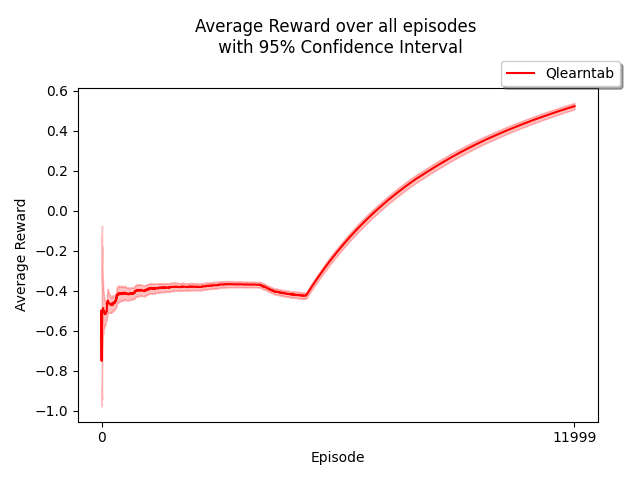 Average Reward over all episodes
with 95% Confidence Interval
Qlearntab
0.6
0.4
0.2
0.0
−0.2
−0.4
−0.6
−0.8
−1.0
Average Reward
0
11999
Episode